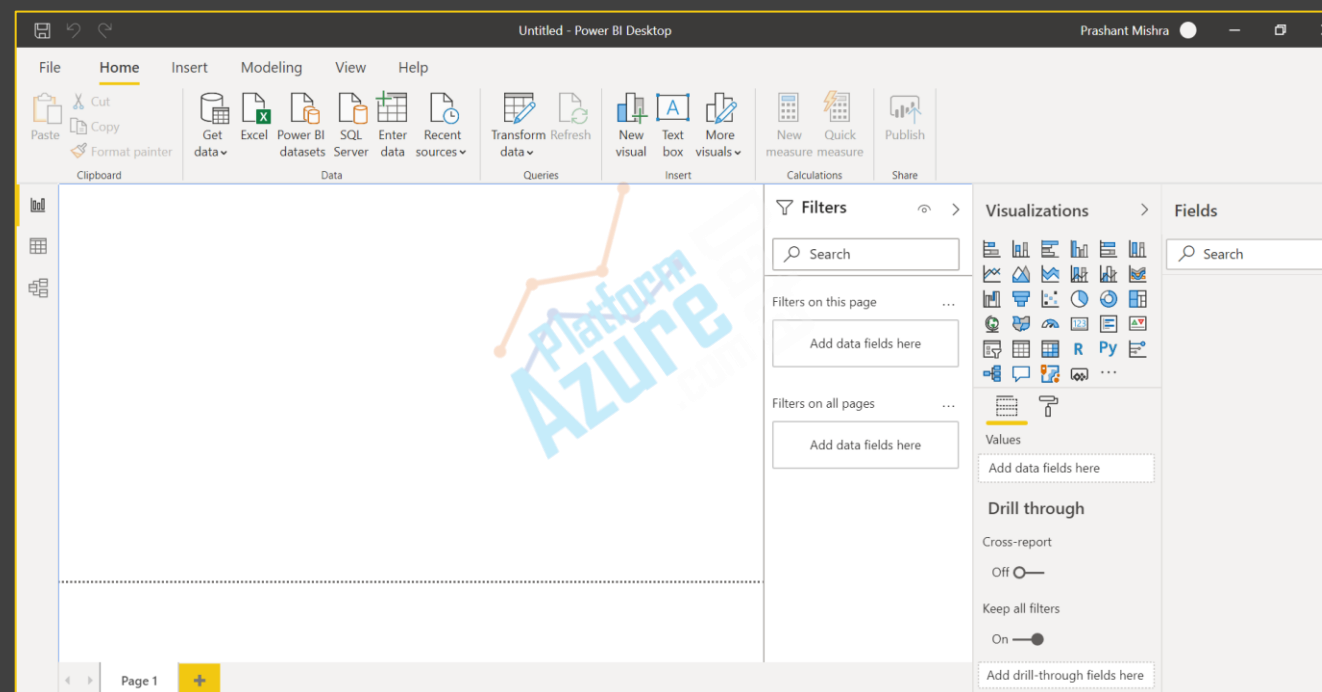 Untitled - Power BI Desktop
Prashant Mishra
File Home Insert Modeling View Help
Paste
Cut
Copy
Format painter
Clipboard
Get data
Excel
Power BI datasets
SQL Server
Enter data
Recent sources
Data
Transform data
Refresh
Queries
New visual
Text box
More visuals
Insert
New measure
Quick measure
Calculations
Publish
Share
Filters
Search
Filters on this page
...
Add data fields here
Filters on all pages
...
Add data fields here
Visualizations
123
R
Py
...
Values
Add data fields here
Drill through
Cross-report
Off
Keep all filters
On
Add drill-through fields here
Fields
Search
Platform
Azure
Page 1